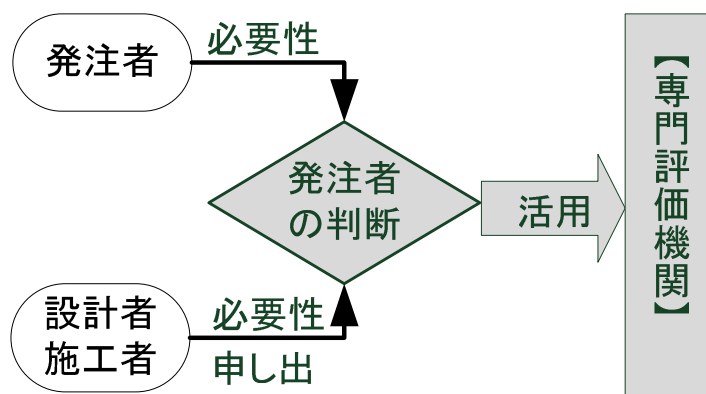 発注者
必要性
発注者
の判断
活用
【専門評価機関】
設計者
施工者
必要性
申し出